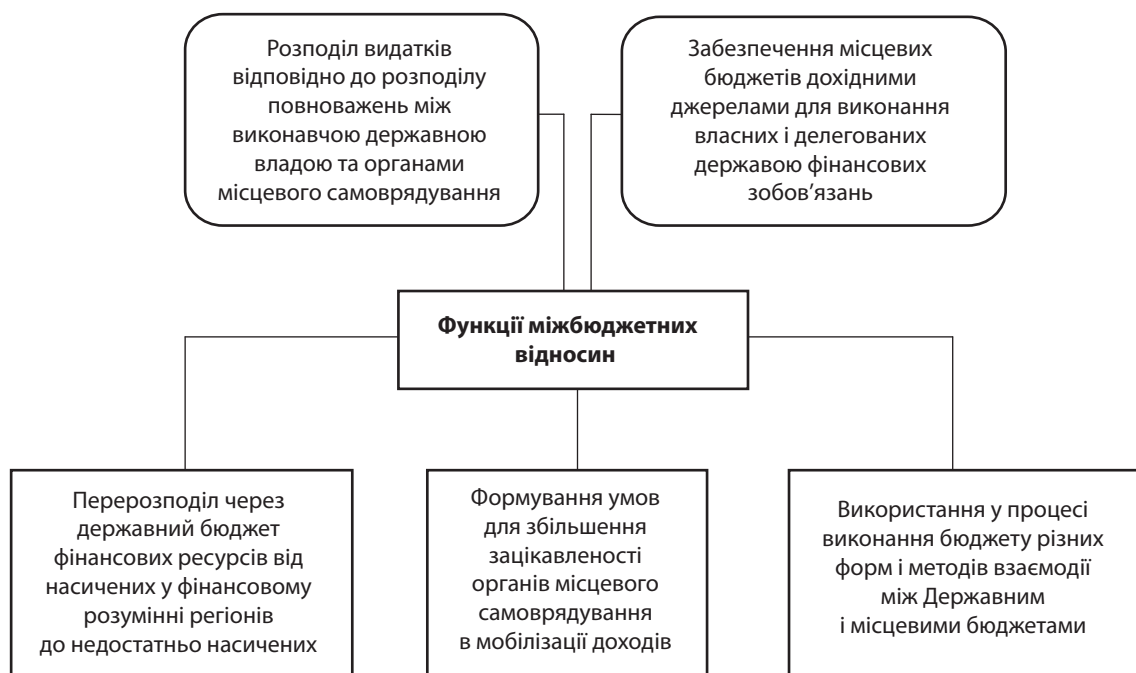 Розподіл видатків
відповідно до розподілу
повноважень між
виконавчою державною
владою та органами
місцевого самоврядування
Забезпечення місцевих
бюджетів дохідними
джерелами для виконання
власних і делегованих
державою фінансових
зобов’язань
Функції міжбюджетних
відносин
Перерозподіл через
державний бюджет
фінансових ресурсів від
насичених у фінансовому
розумінні регіонів
до недостатньо насичених
Формування умов
для збільшення
зацікавленості
органів місцевого
самоврядування
в мобілізації доходів
Використання у процесі
виконання бюджету різних
форм і методів взаємодії
між Державним
і місцевими бюджетами